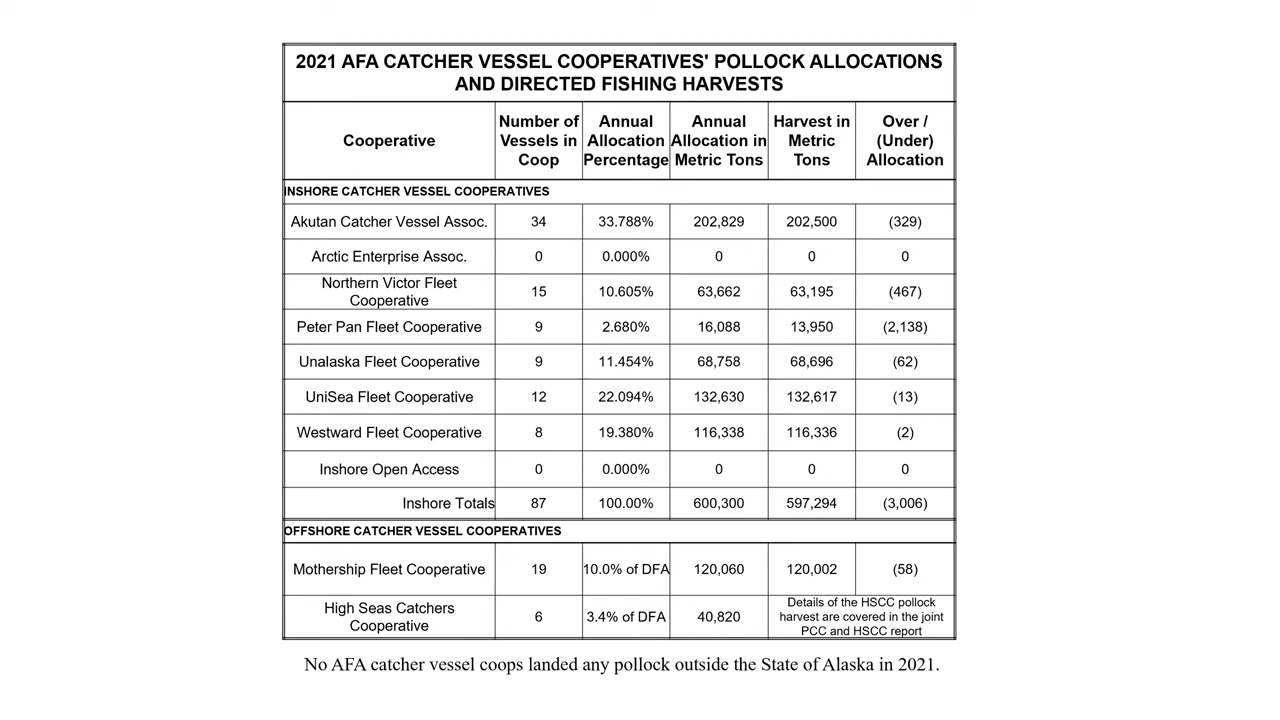 2021 AFA CATCHER VESSEL COOPERATIVES' POLLOCK ALLOCATIONS
AND DIRECTED FISHING HARVESTS
Cooperative Number of Vessels in Coop Annual Allocation Percentage Annual Allocation in Metric Tons Harvest in Metric Tons Over / (Under) Allocation
INSHORE CATCHER VESSEL COOPERATIVES
Akutan Catcher Vessel Assoc. 34 33.788% 202,829 202,500 (329)
Arctic Enterprise Assoc. 0 0.000% 0 0 0
Northern Victor Fleet Cooperative 15 10.605% 63,662 63,195 (467)
Peter Pan Fleet Cooperative 9 2.680% 16,088 13,950 (2,138)
Unalaska Fleet Cooperative 9 11.454% 68,758 68,696 (62)
UniSea Fleet Cooperative 12 22.094% 132,630 132,617 (13)
Westward Fleet Cooperative 8 19.380% 116,338 116,336 (2)
Inshore Open Access 0 0.000% 0 0 0
Inshore Totals 87 100.00% 600,300 597,294 (3,006)
OFFSHORE CATCHER VESSEL COOPERATIVES
Mothership Fleet Cooperative 19 10.0% of DFA 120,060 120,002 (58)
High Seas Catchers Cooperative 6 3.4% of DFA 40,820 Details of the HSCC pollock harvest are covered in the joint PCC and HSCC report
No AFA catcher vessel coops landed any pollock outside the State of Alaska in 2021.